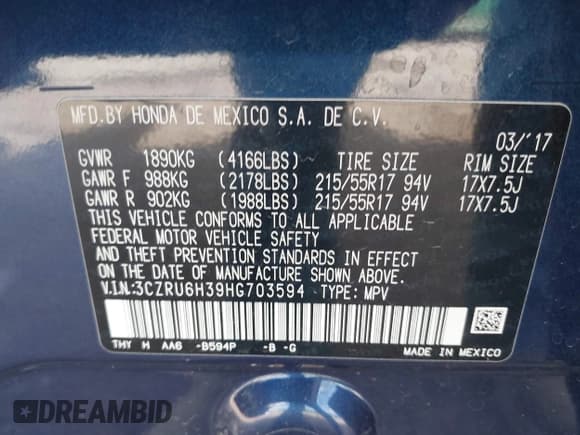 MFD. BY HONDA DE MEXICO S.A. DE C.V.
03/'17
GVWR 1890KG (4166LBS) TIRE SIZE RIM SIZE
GAWR F 988KG (2178LBS) 215/55R17 94V 17X7.5J
GAWR R 902KG (1988LBS) 215/55R17 94V 17X7.5J
THIS VEHICLE CONFORMS TO ALL APPLICABLE
FEDERAL MOTOR VEHICLE SAFETY
AND THEFT PREVENTION STANDARDS IN EFFECT
ON THE DATE OF MANUFACTURE SHOWN ABOVE.
V.I.N:3CZRU6H39HG703594 TYPE: MPV
THY H AA6 -B594P -B -G
MADE IN MEXICO
DREAMBID